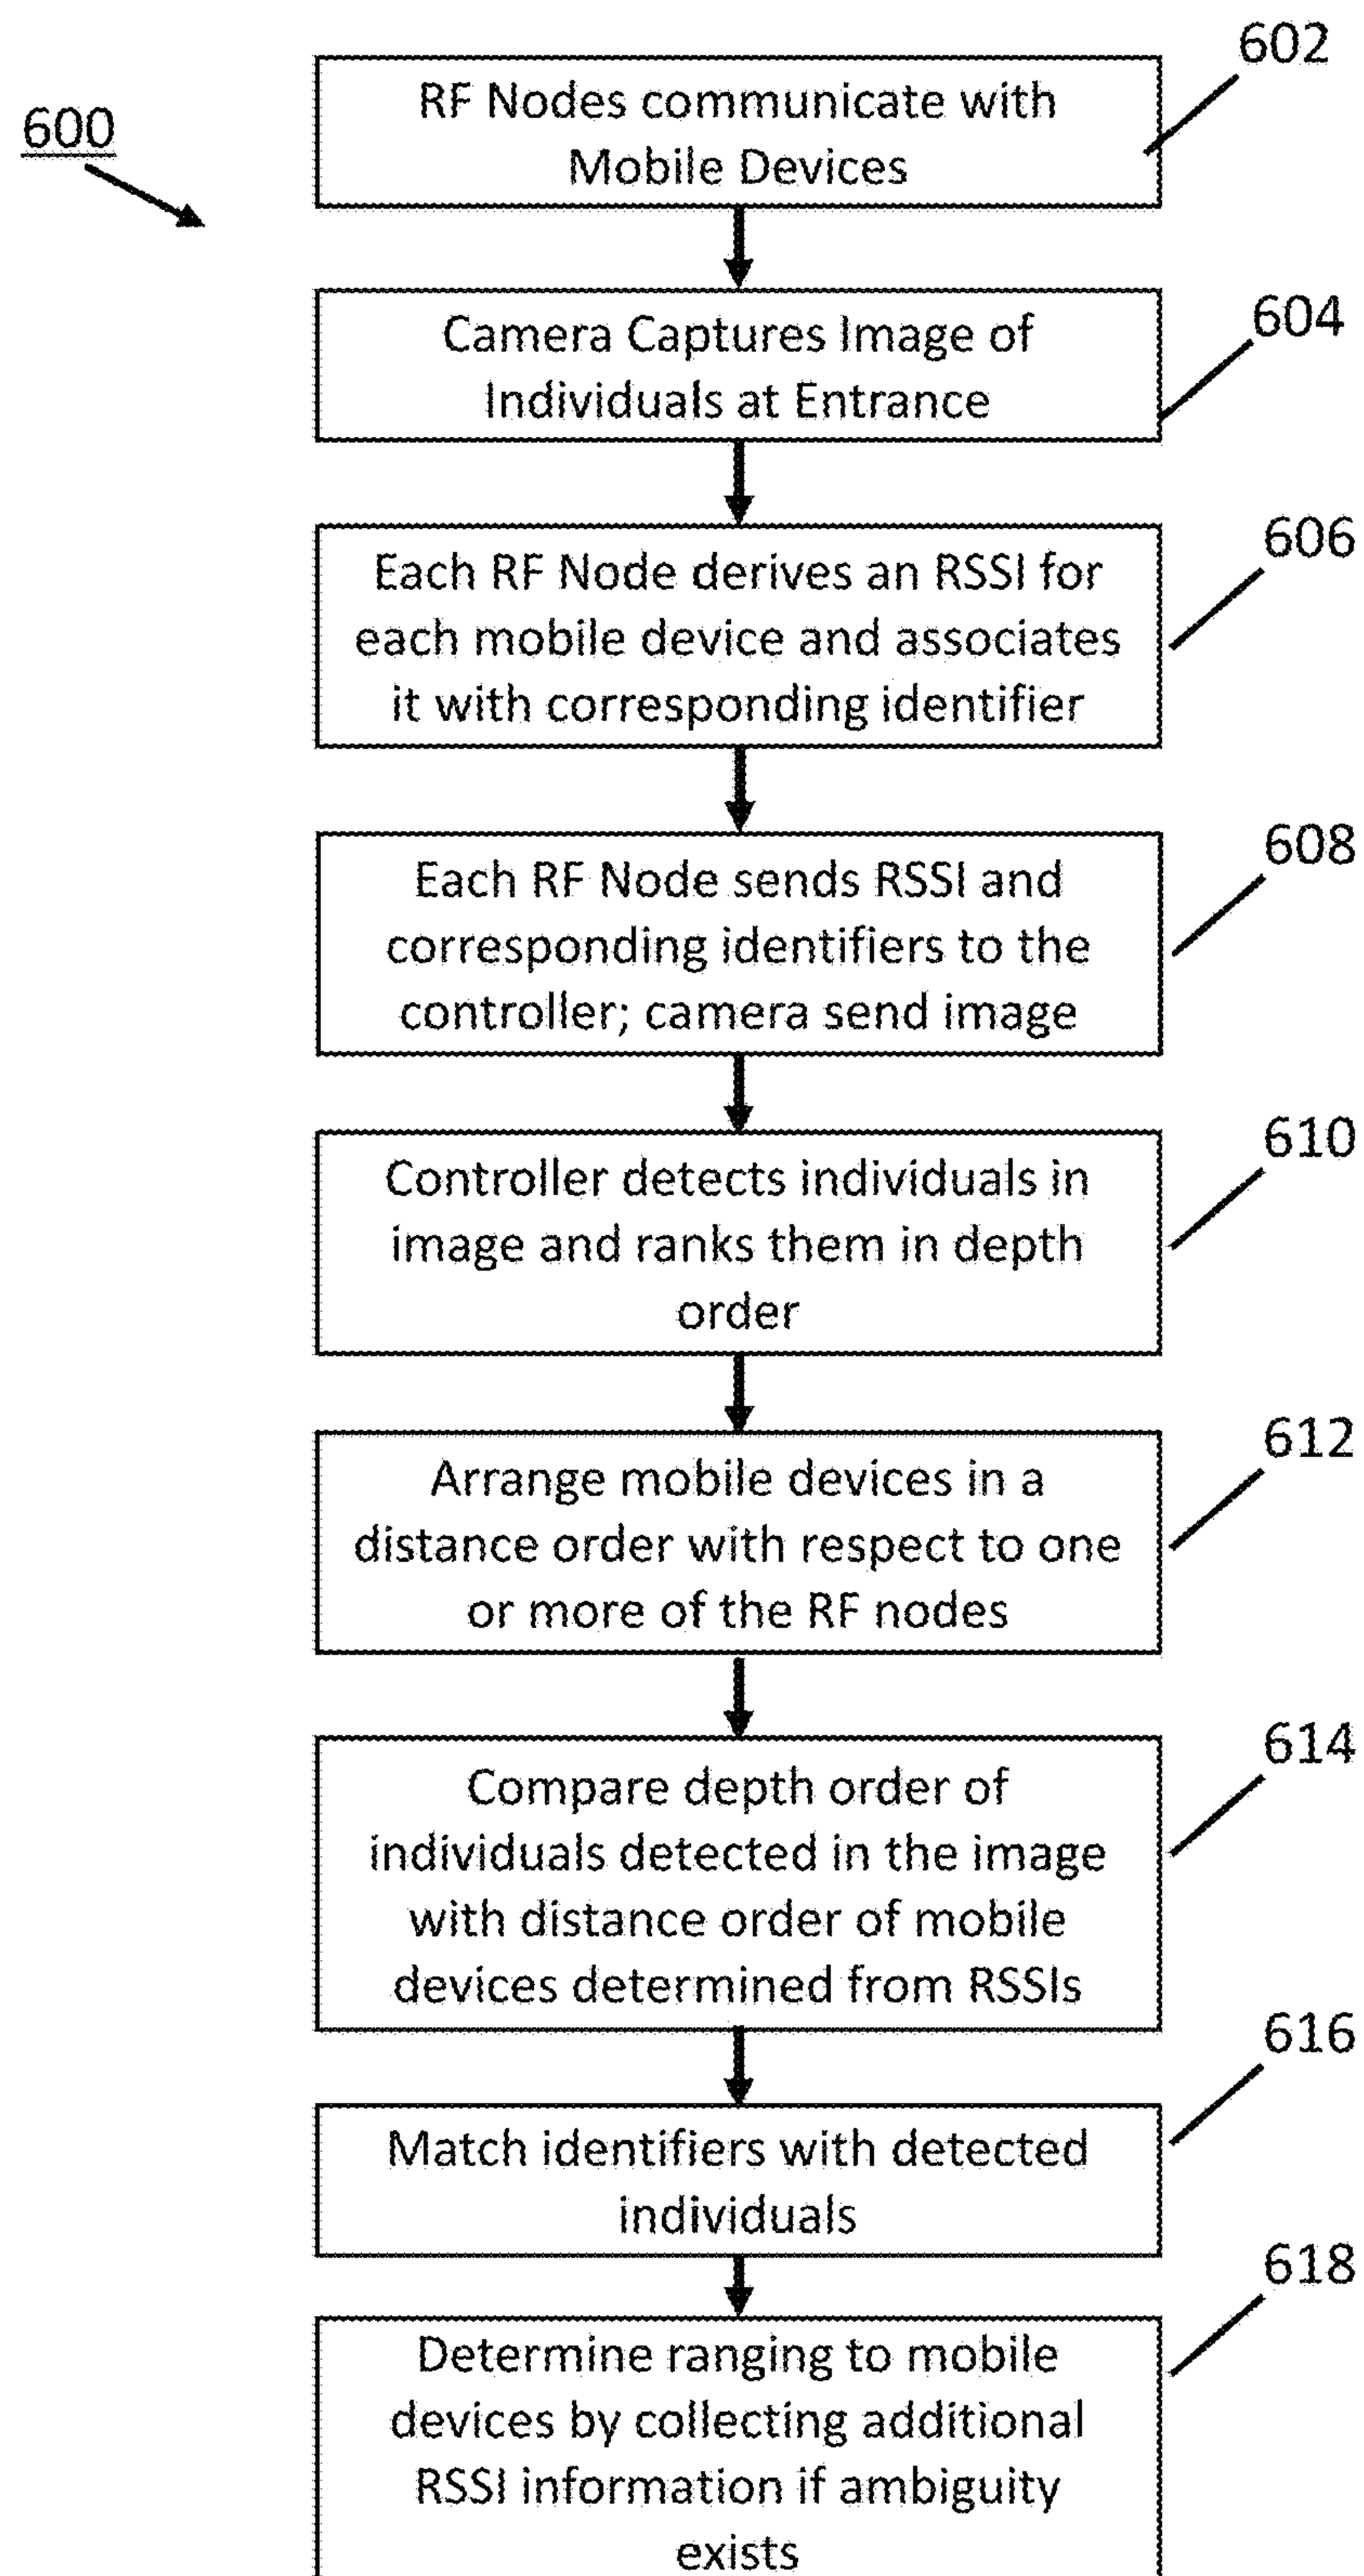 600
602
RF Nodes communicate with
Mobile Devices
604
Camera Captures Image of
Individuals at Entrance
606
Each RF Node derives an RSSI for
each mobile device and associates
it with corresponding identifier
608
Each RF Node sends RSSI and
corresponding identifiers to the
controller; camera send image
610
Controller detects individuals in
image and ranks them in depth
order
612
Arrange mobile devices in a
distance order with respect to one
or more of the RF nodes
614
Compare depth order of
individuals detected in the image
with distance order of mobile
devices determined from RSSIs
616
Match identifiers with detected
individuals
618
Determine ranging to mobile
devices by collecting additional
RSSI information if ambiguity
exists